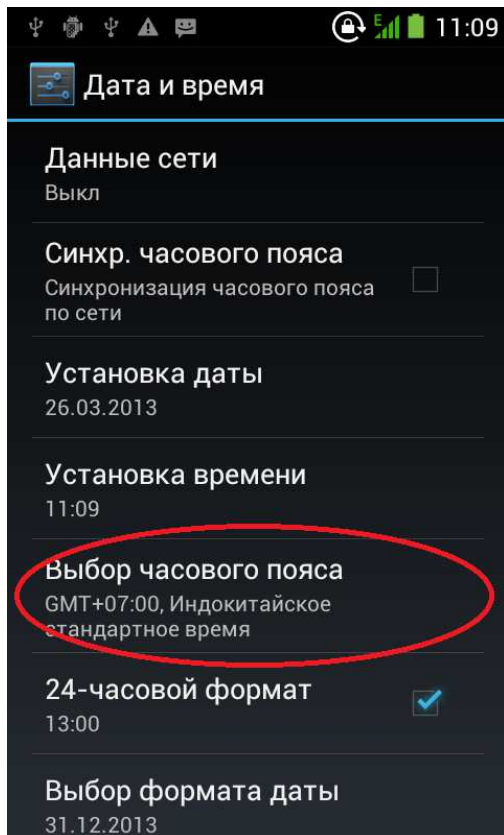 E 11:09
Дата и время
Данные сети
Выкл
Синхр. часового пояса
Синхронизация часового пояса
по сети
Установка даты
26.03.2013
Установка времени
11:09
Выбор часового пояса
GMT+07:00, Индокитайское
стандартное время
24-часовой формат
13:00
Выбор формата даты
31.12.2013